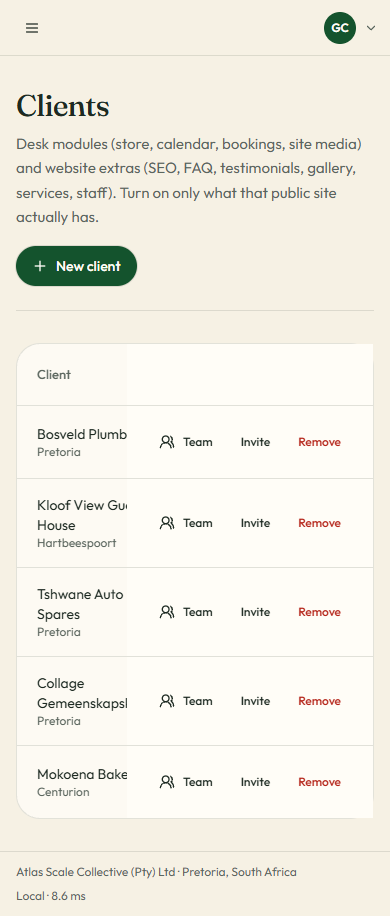 GC
Clients
Desk modules (store, calendar, bookings, site media)
and website extras (SEO, FAQ, testimonials, gallery,
services, staff). Turn on only what that public site
actually has.
New client
Client
Bosveld Plumb Team Invite Remove
Pretoria
Kloof View Gue
House Team Invite Remove
Hartbeespoort
Tshwane Auto
Spares Team Invite Remove
Pretoria
Collage
Gemeenskapsl Team Invite Remove
Pretoria
Mokoena Bake Team Invite Remove
Centurion
Atlas Scale Collective (Pty) Ltd · Pretoria, South Africa
Local · 8.6 ms